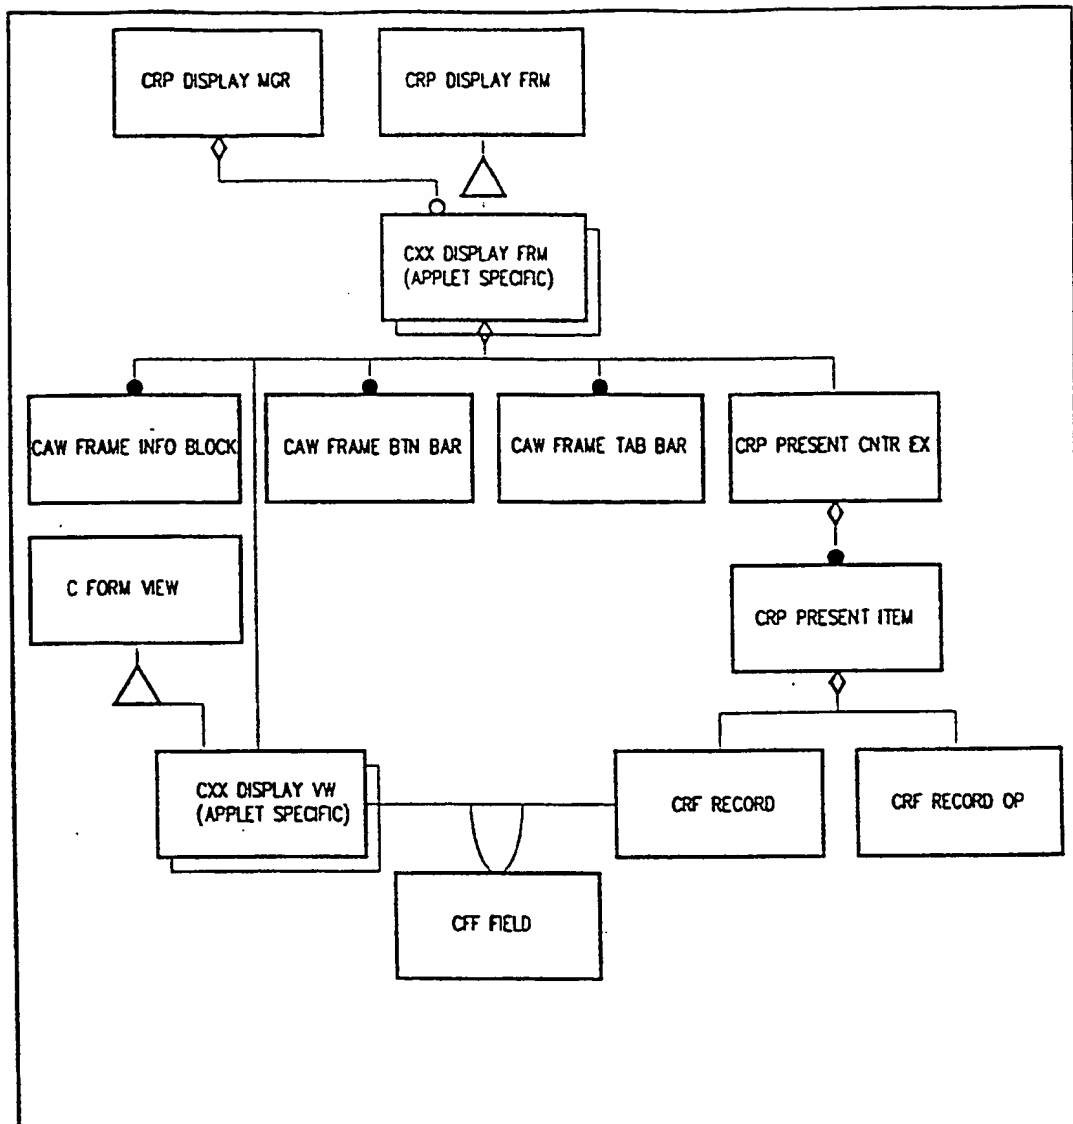 CRP DISPLAY MGR
CRP DISPLAY FRM
CXX DISPLAY FRM
(APPLET SPECIFIC)
CAW FRAME INFO BLOCK
CAW FRAME BTN BAR
CAW FRAME TAB BAR
CRP PRESENT CNTR EX
C FORM VIEW
CRP PRESENT ITEM
CXX DISPLAY VW
(APPLET SPECIFIC)
CRF RECORD
CRF RECORD OP
CFF FIELD